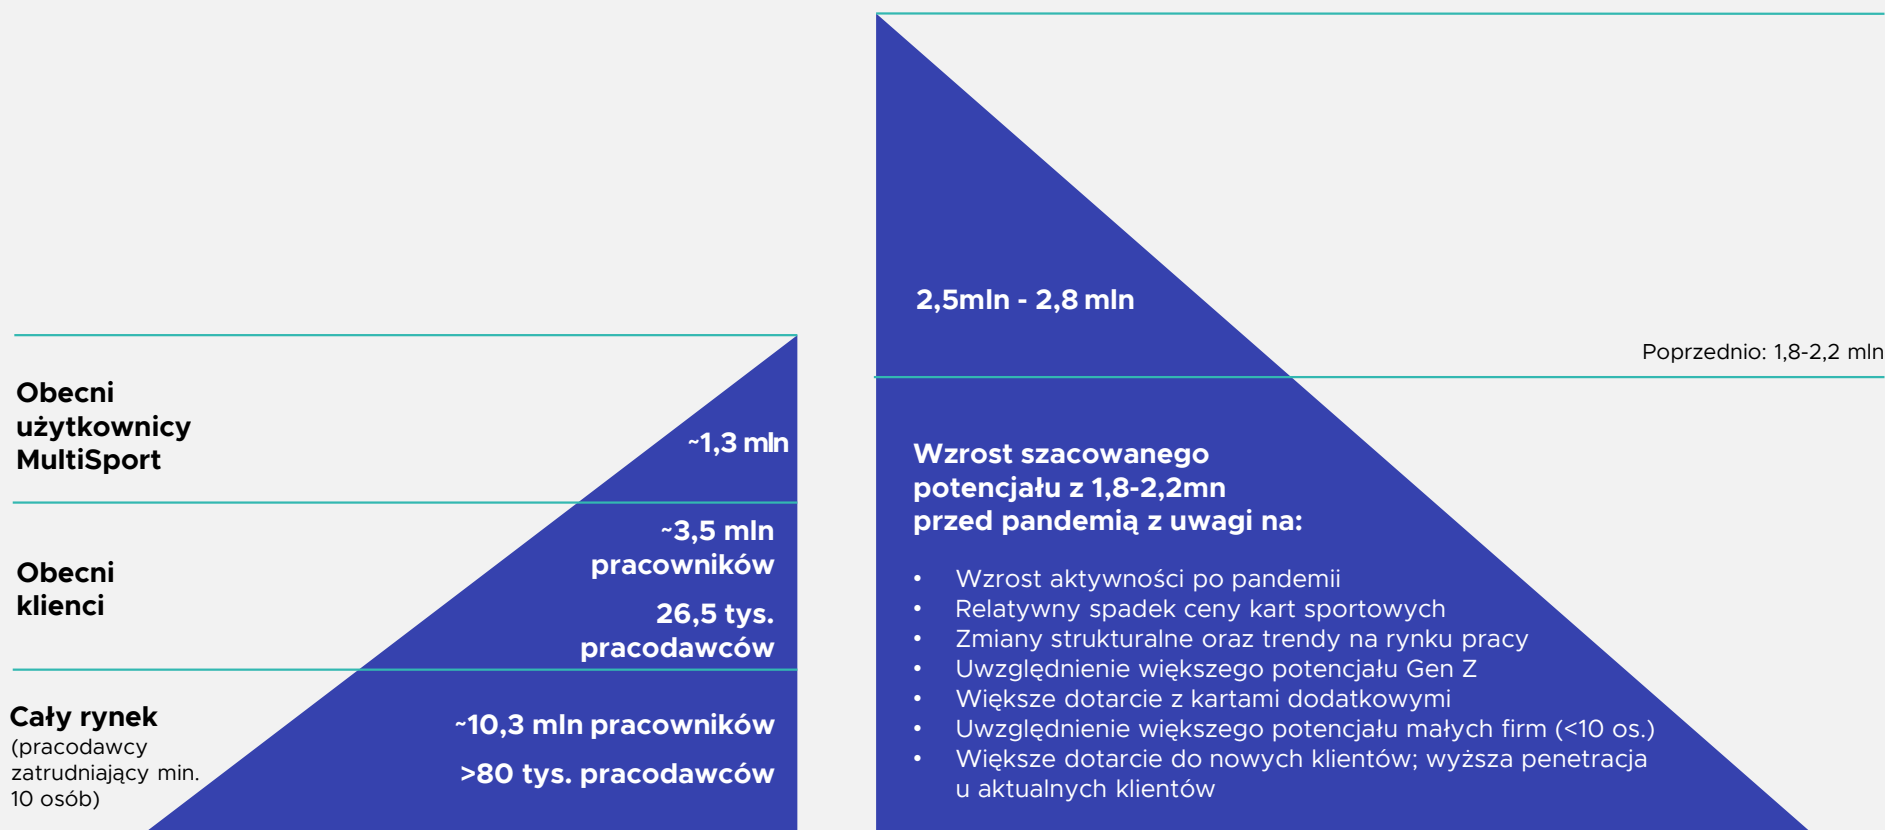 Obecni
użytkownicy
MultiSport
~1,3 mln
Obecni
klienci
~3,5 mln
pracowników
26,5 tys.
pracodawców
Cały rynek
(pracodawcy
zatrudniający min.
10 osób)
~10,3 mln pracowników
>80 tys. pracodawców
2,5mln - 2,8 mln
Poprzednio: 1,8-2,2 mln
Wzrost szacowanego
potencjału z 1,8-2,2mn
przed pandemią z uwagi na:
• Wzrost aktywności po pandemii
• Relatywny spadek ceny kart sportowych
• Zmiany strukturalne oraz trendy na rynku pracy
• Uwzględnienie większego potencjału Gen Z
• Większe dotarcie z kartami dodatkowymi
• Uwzględnienie większego potencjału małych firm (<10 os.)
• Większe dotarcie do nowych klientów; wyższa penetracja
u aktualnych klientów